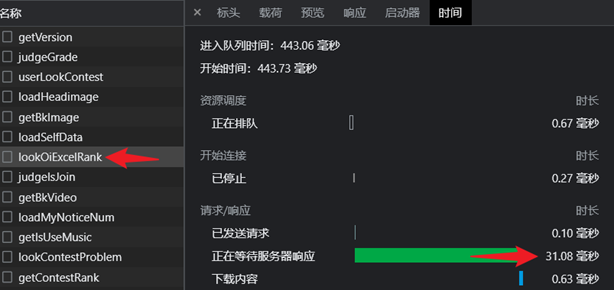 名称
getVersion
judgeGrade
userLookContest
loadHeadimage
getBkImage
loadSelfData
lookOiExcelRank
judgeIsJoin
getBkVideo
loadMyNoticeNum
getIsUseMusic
lookContestProblem
getContestRank
× 标头 载荷 预览 响应 启动器 时间
进入队列时间：443.06 毫秒
开始时间：443.73 毫秒
资源调度 时长
正在排队 0.67 毫秒
开始连接 时长
已停止 0.27 毫秒
请求/响应 时长
已发送请求 0.10 毫秒
正在等待服务器响应 31.08 毫秒
下载内容 0.63 毫秒